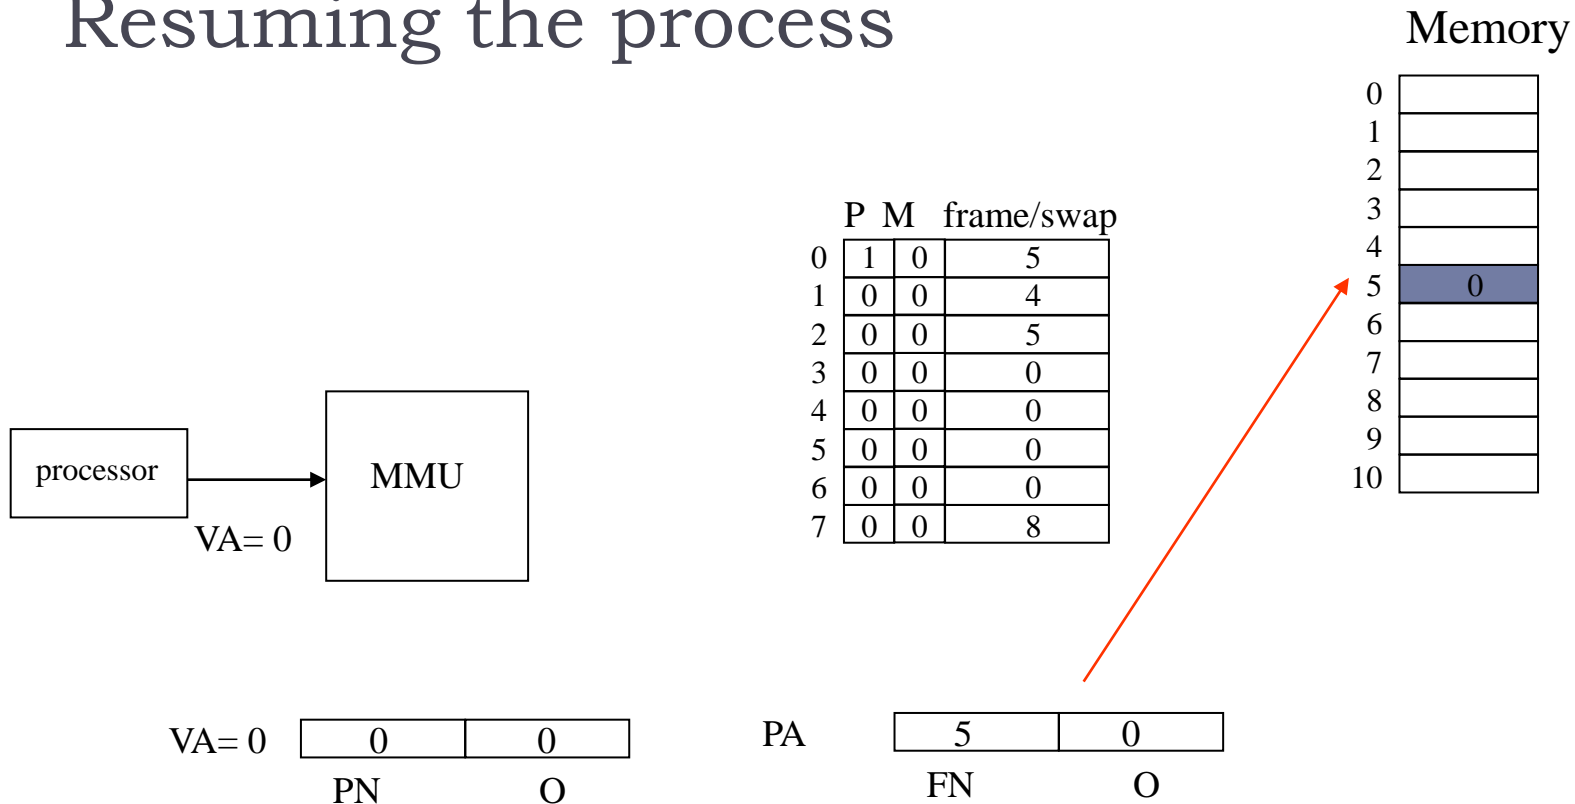 Resuming the process
Memory
0
1
2
3
4
5 0
6
7
8
9
10
P M frame/swap
0 1 0 5
1 0 0 4
2 0 0 5
3 0 0 0
4 0 0 0
5 0 0 0
6 0 0 0
7 0 0 8
processor
MMU
VA= 0
VA= 0 0 0
PN O
PA 5 0
FN O